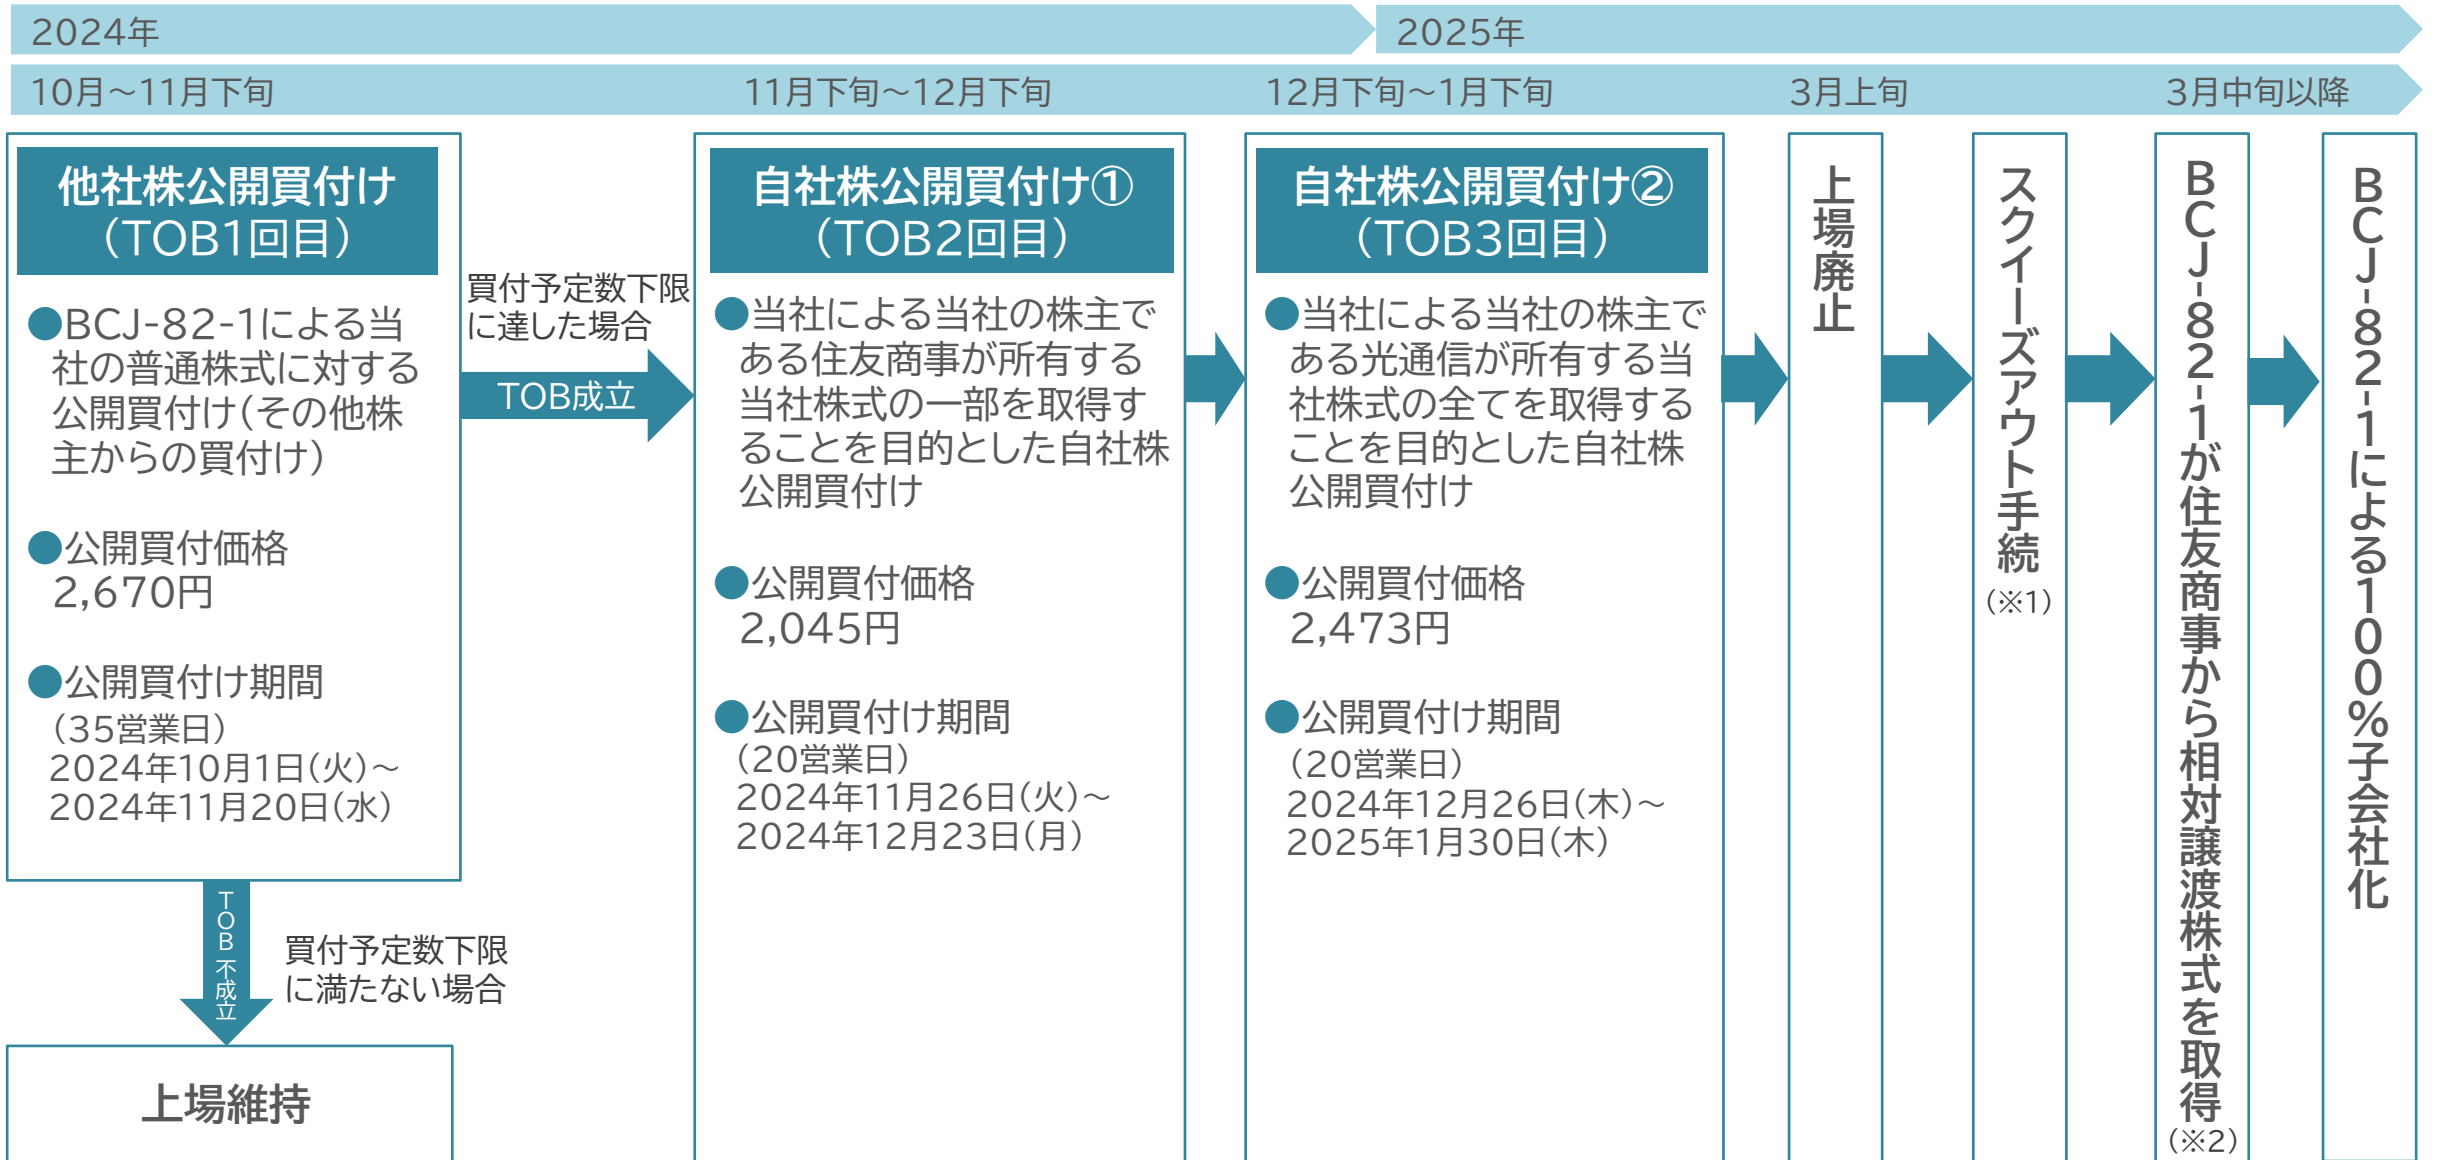 2024年
2025年
10月～11月下旬
11月下旬～12月下旬
12月下旬～1月下旬
3月上旬
3月中旬以降
他社株公開買付け
（TOB1回目）
●BCJ-82-1による当
社の普通株式に対する
公開買付け（その他株
主からの買付け）
●公開買付価格
2,670円
●公開買付け期間
（35営業日）
2024年10月1日（火）～
2024年11月20日（水）
買付予定数下限
に達した場合
TOB成立
TOB不成立
買付予定数下限
に満たない場合
上場維持
自社株公開買付け①
（TOB2回目）
●当社による当社の株主で
ある住友商事が所有する
当社株式の一部を取得す
ることを目的とした自社株
公開買付け
●公開買付価格
2,045円
●公開買付け期間
（20営業日）
2024年11月26日（火）～
2024年12月23日（月）
自社株公開買付け②
（TOB3回目）
●当社による当社の株主で
ある光通信が所有する当
社株式の全てを取得する
ことを目的とした自社株
公開買付け
●公開買付価格
2,473円
●公開買付け期間
（20営業日）
2024年12月26日（木）～
2025年1月30日（木）
上場廃止
スクイーズアウト手続
（※1）
BCJ-82-1が住友商事から相対譲渡株式を取得
（※2）
BCJ-82-1による100%子会社化